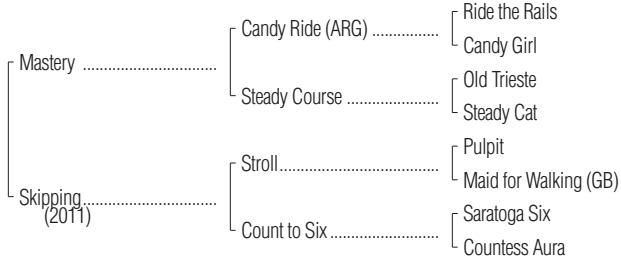 Ride the Rails
Candy Ride (ARG) ................
Candy Girl
Mastery ................................
Old Trieste
Steady Course ......................
Steady Cat
Pulpit
Stroll......................................
Maid for Walking (GB)
Skipping................................
(2011)
Saratoga Six
Count to Six ..........................
Countess Aura